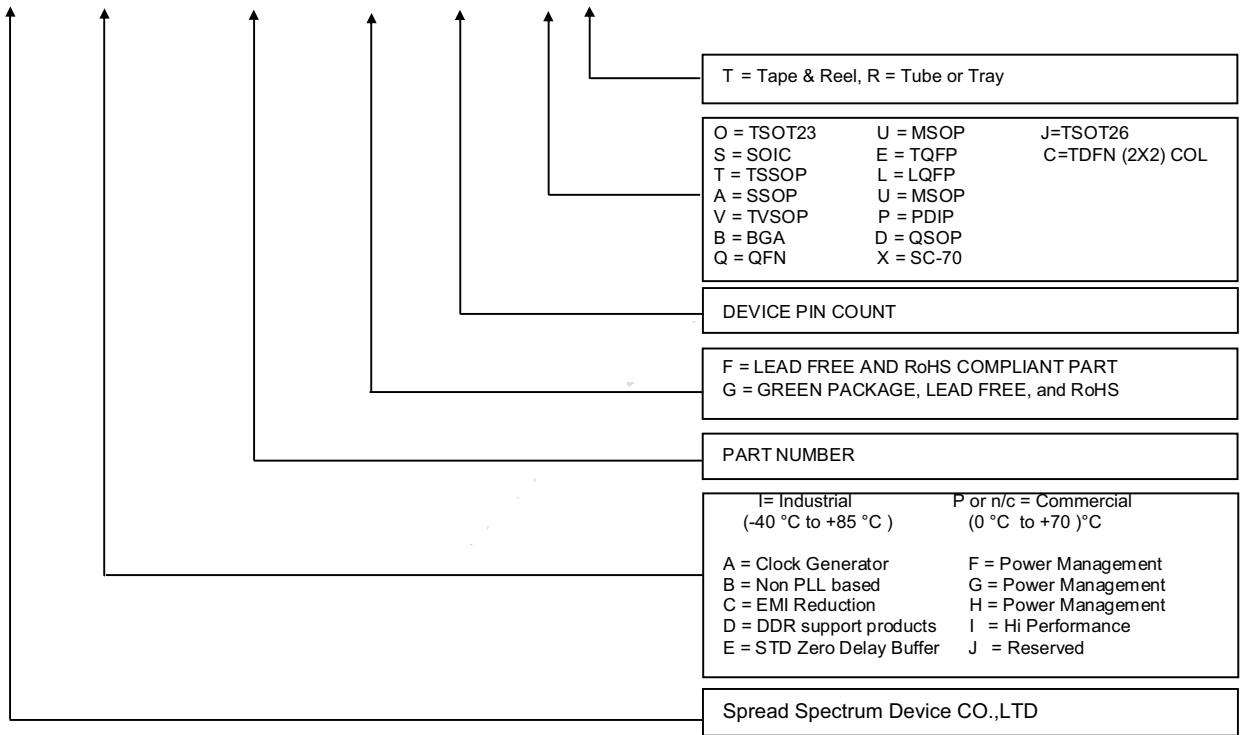 T = Tape & Reel, R = Tube or Tray
O = TSOT23 U = MSOP J=TSOT26
S = SOIC E = TQFP C=TDFN (2X2) COL
T = TSSOP L = LQFP
A = SSOP U = MSOP
V = TVSOP P = PDIP
B = BGA D = QSOP
Q = QFN X = SC-70
DEVICE PIN COUNT
F = LEAD FREE AND RoHS COMPLIANT PART
G = GREEN PACKAGE, LEAD FREE, and RoHS
PART NUMBER
I= Industrial P or n/c = Commercial
(-40 °C to +85 °C ) (0 °C to +70 )°C
A = Clock Generator F = Power Management
B = Non PLL based G = Power Management
C = EMI Reduction H = Power Management
D = DDR support products I = Hi Performance
E = STD Zero Delay Buffer J = Reserved
Spread Spectrum Device CO.,LTD